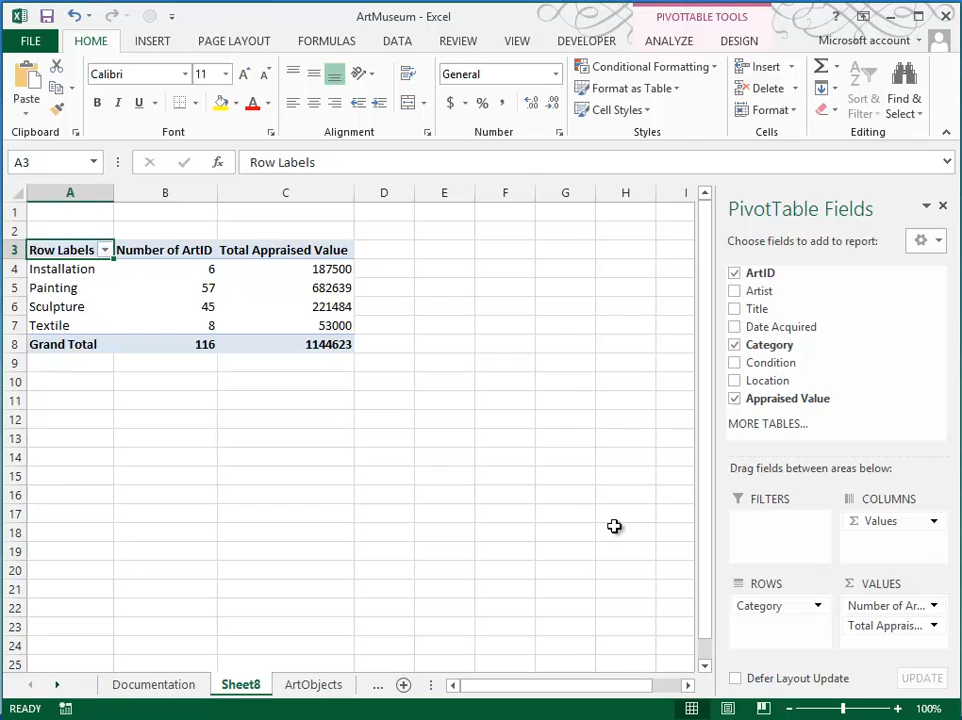 ArtMuseum - Excel
PIVOTTABLE TOOLS
?
FILE HOME INSERT PAGE LAYOUT FORMULAS DATA REVIEW VIEW DEVELOPER ANALYZE DESIGN Microsoft account
Paste
Calibri 11
General
Conditional Formatting
Format as Table
Cell Styles
Insert
Delete
Format
Sort & Filter
Find & Select
B I U
$ % ,
Clipboard Font Alignment Number Styles Cells Editing
A3 fx Row Labels
A B C D E F G H I
1
2
3 Row Labels Number of ArtID Total Appraised Value
4 Installation 6 187500
5 Painting 57 682639
6 Sculpture 45 221484
7 Textile 8 53000
8 Grand Total 116 1144623
9
10
11
12
13
14
15
16
17
18
19
20
21
22
23
24
25
PivotTable Fields
Choose fields to add to report:
ArtID
Artist
Title
Date Acquired
Category
Condition
Location
Appraised Value
MORE TABLES...
Drag fields between areas below:
FILTERS COLUMNS
Σ Values
ROWS Σ VALUES
Category Number of Ar...
Total Apprais...
Defer Layout Update UPDATE
Documentation Sheet8 ArtObjects ...
READY 100%